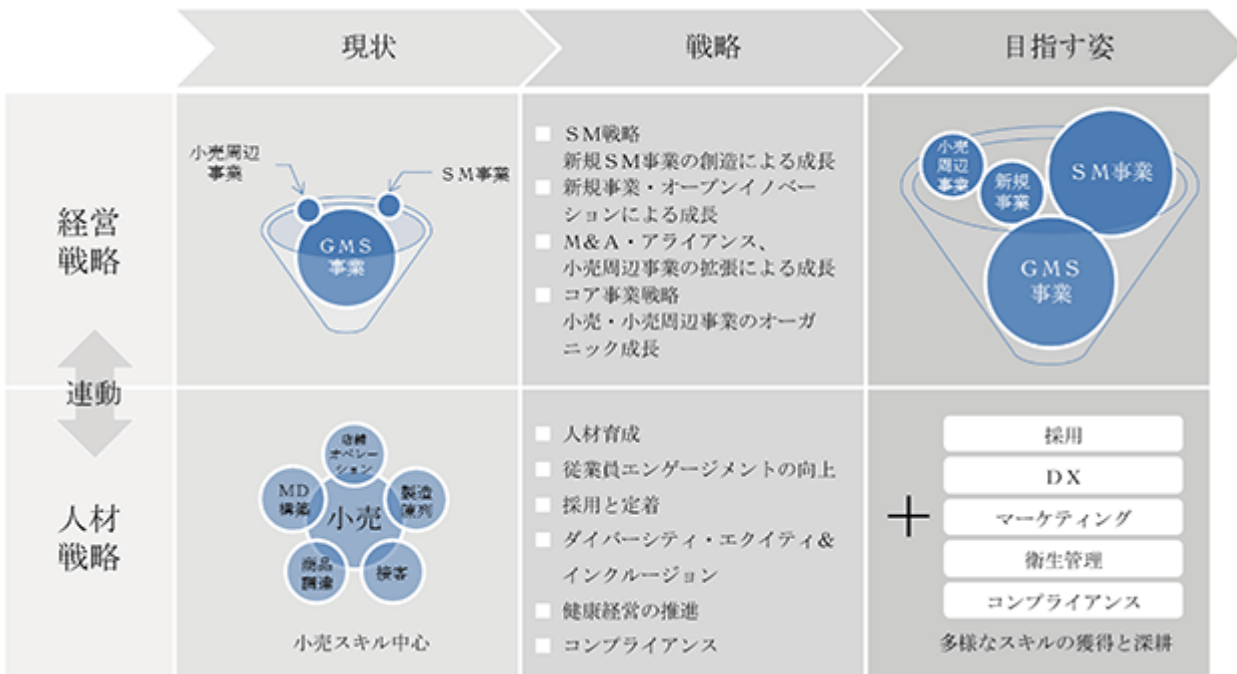 現状
戦略
目指す姿
経営
戦略
小売周辺
事業
SM事業
GMS
事業
SM戦略
新規SM事業の創造による成長
新規事業・オープンイノベー
ションによる成長
M&A・アライアンス、
小売周辺事業の拡張による成長
コア事業戦略
小売・小売周辺事業のオーガ
ニック成長
小売
周辺
事業
新規
事業
SM事業
GMS
事業
連動
人材
戦略
店舗
オペレー
ション
MD
構築
製造
陳列
小売
商品
調達
接客
小売スキル中心
人材育成
従業員エンゲージメントの向上
採用と定着
ダイバーシティ・エクイティ&
インクルージョン
健康経営の推進
コンプライアンス
+
採用
DX
マーケティング
衛生管理
コンプライアンス
多様なスキルの獲得と深耕